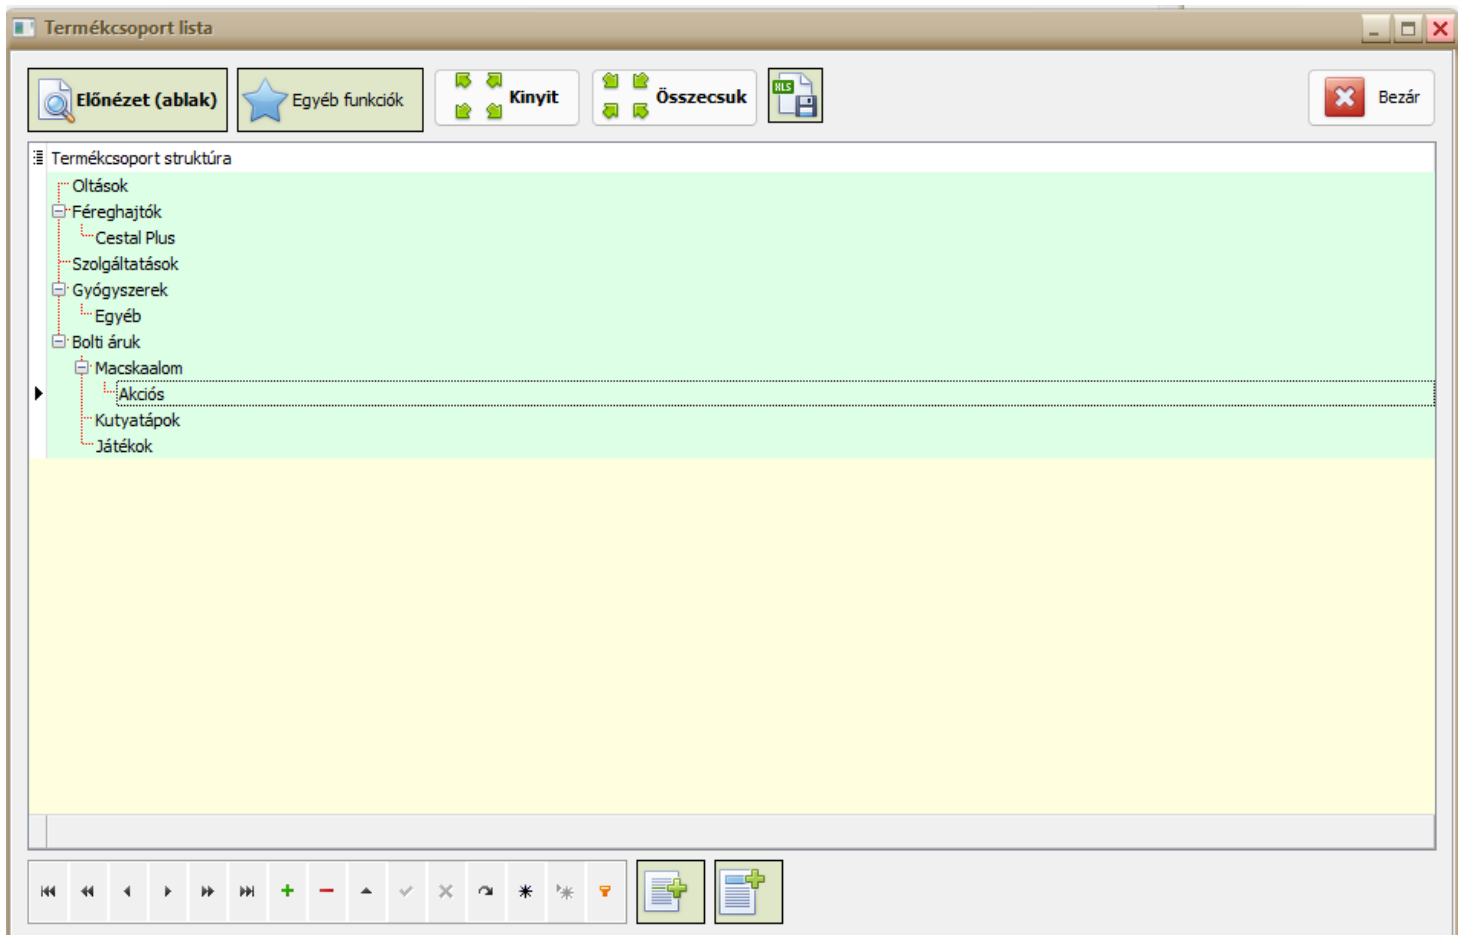 Termékcsoport lista
Előnézet (ablak) Egyéb funkciók Kinyit Összecsuk XLS Bezár
Termékcsoport struktúra
Oltások
Féreghajtók
Cestal Plus
Szolgáltatások
Gyógyszerek
Egyéb
Bolti áruk
Macskaalom
Akciós
Kutyatápok
Játékok